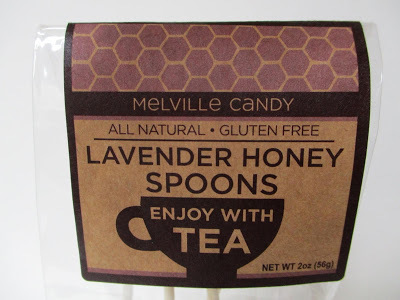 Melville Candy
ALL NATURAL • GLUTEN FREE
LAVENDER HONEY
SPOONS
ENJOY WITH
TEA
NET WT 2oz (56g)